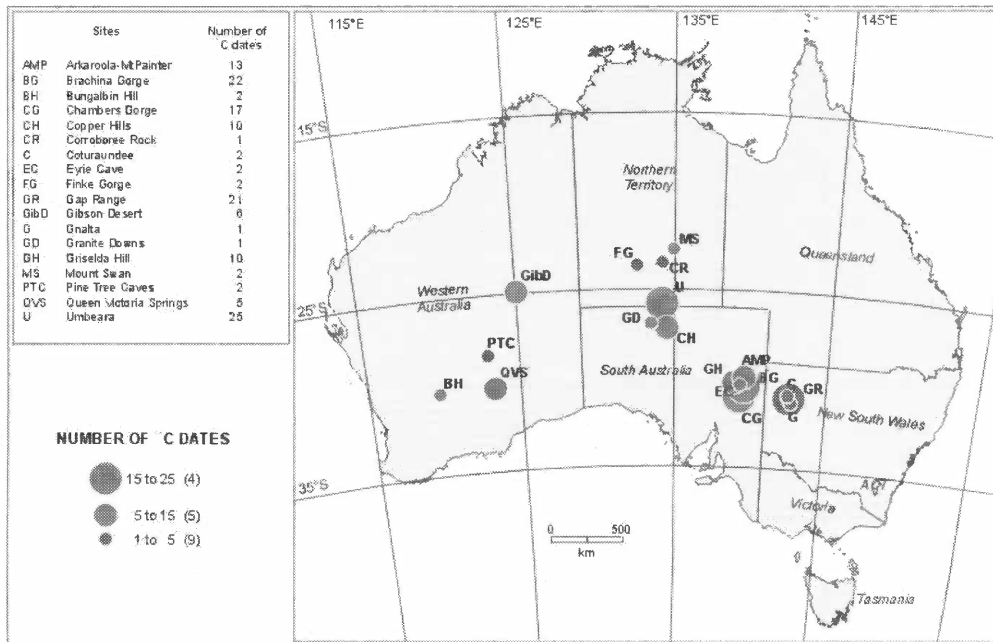 Sites Number of
C dates
AMP Arkaroola-Mt Painter 13
BG Brachina Gorge 22
BH Bungalbin Hill 2
CG Chambers Gorge 17
CH Copper Hills 10
CR Corroboree Rock 1
C Coturaundee 2
EC Eyrie Cave 2
FG Finke Gorge 2
GR Gap Range 21
GibD Gibson Desert 6
G Gnalta 1
GD Granite Downs 1
GH Griselda Hill 10
MS Mount Swan 2
PTC Pine Tree Caves 2
QVS Queen Victoria Springs 5
U Umbeara 25
NUMBER OF C DATES
15 to 25 (4)
5 to 15 (5)
1 to 5 (9)
115°E 125°E 135°E 145°E
15°S
Northern
Territory
MS
FG CR
Queensland
GibD U
Western
Australia
25°S
GD
CH
PTC
AMP
GH BG
South Australia
QVS C GR
BH
CG G
New South Wales
35°S
Victoria
0 500
km
Tasmania